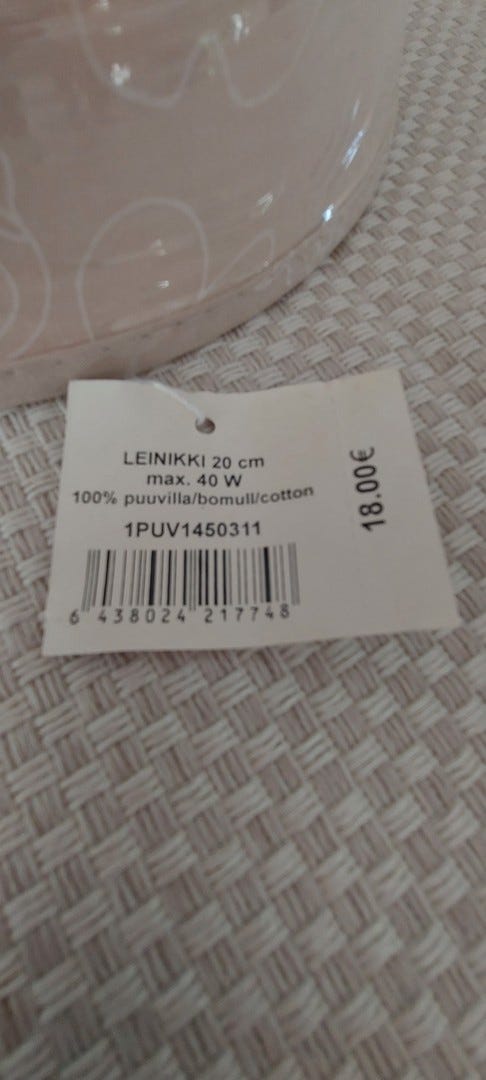 LEINIKKI 20 cm
max. 40 W
100% puuvilla/bomull/cotton
1PUV1450311
6 438024 217748
18.00€